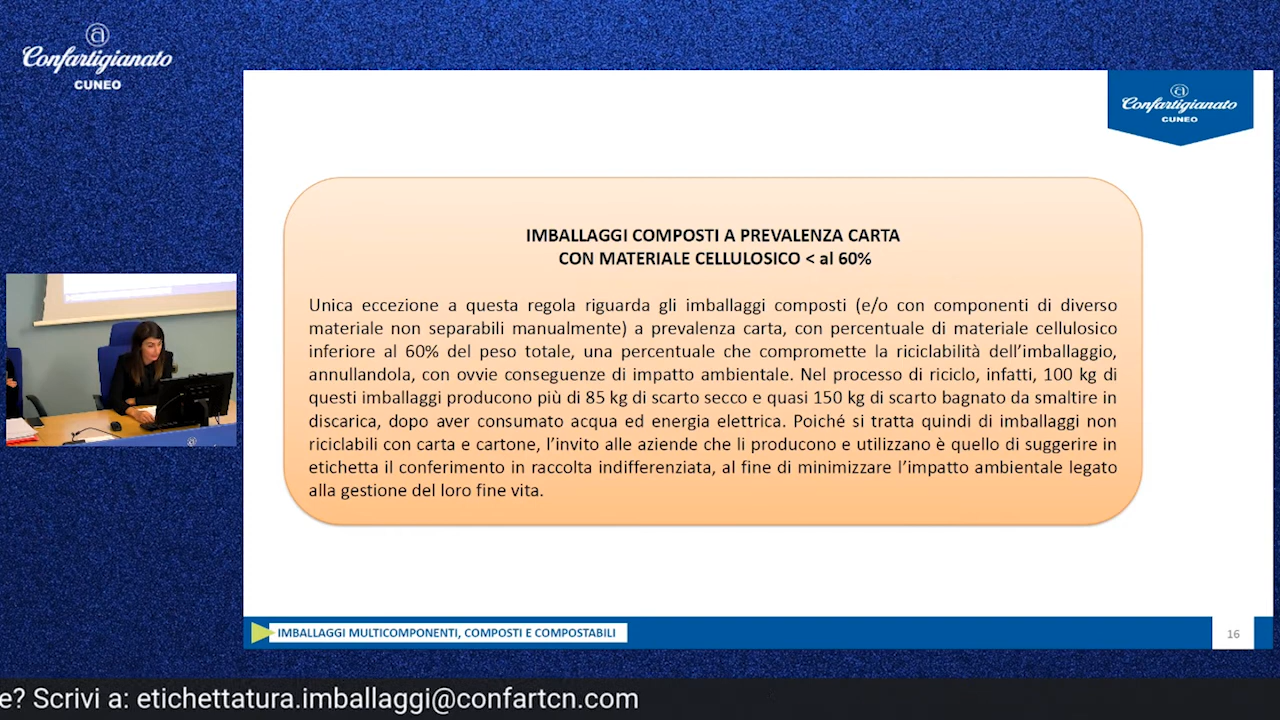 Confartigianato
CUNEO
Confartigianato
CUNEO
IMBALLAGGI COMPOSTI A PREVALENZA CARTA
CON MATERIALE CELLULOSICO < al 60%
Unica eccezione a questa regola riguarda gli imballaggi composti (e/o con componenti di diverso
materiale non separabili manualmente) a prevalenza carta, con percentuale di materiale cellulosico
inferiore al 60% del peso totale, una percentuale che compromette la riciclabilità dell'imballaggio,
annullandola, con ovvie conseguenze di impatto ambientale. Nel processo di riciclo, infatti, 100 kg di
questi imballaggi producono più di 85 kg di scarto secco e quasi 150 kg di scarto bagnato da smaltire in
discarica, dopo aver consumato acqua ed energia elettrica. Poiché si tratta quindi di imballaggi non
riciclabili con carta e cartone, l'invito alle aziende che li producono e utilizzano è quello di suggerire in
etichetta il conferimento in raccolta indifferenziata, al fine di minimizzare l'impatto ambientale legato
alla gestione del loro fine vita.
IMBALLAGGI MULTICOMPONENTI, COMPOSTI E COMPOSTABILI
16
e? Scrivi a: etichettatura.imballaggi@confartcn.com